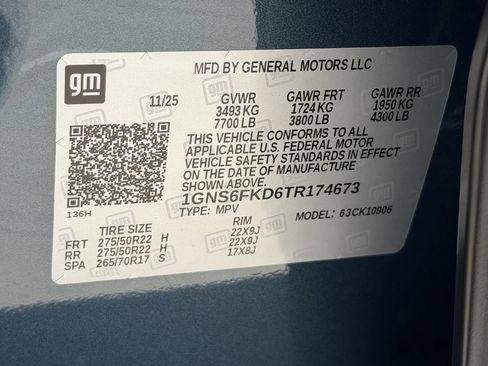 gm
MFD BY GENERAL MOTORS LLC
11/25 GVWR GAWR FRT GAWR RR
3493 KG 1724 KG 1950 KG
7700 LB 3800 LB 4300 LB
THIS VEHICLE CONFORMS TO ALL
APPLICABLE U.S. FEDERAL MOTOR
VEHICLE SAFETY STANDARDS IN EFFECT
ON THE DATE OF MANUFACTURE SHOWN ABOVE.
1GNS6FKD6TR174673
136H TYPE: MPV MODEL: 63CK10906
TIRE SIZE RIM
FRT 275/50R22 H 22X9J
RR 275/50R22 H 22X9J
SPA 265/70R17 S 17X8J